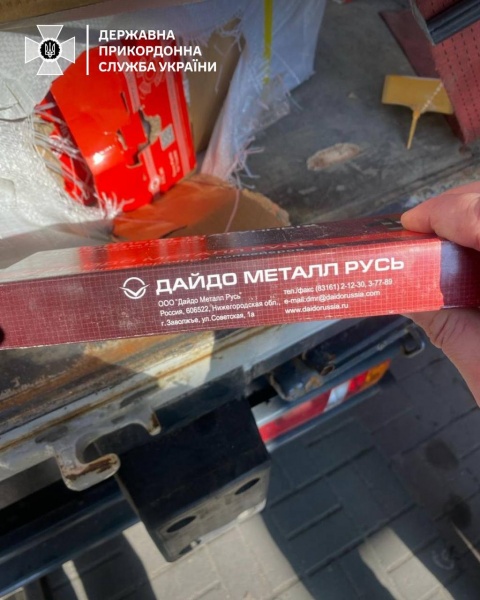 ДЕРЖАВНА
ПРИКОРДОННА
СЛУЖБА УКРАЇНИ
ДАЙДО МЕТАЛЛ РУСЬ
ООО "Дайдо Металл Русь"
Россия, 606522, Нижегородская обл.,
г.Заволжье, ул.Советская, 1а
тел./факс (83161) 2-12-30, 3-77-89
e-mail:dmr@daidorussia.com
www.daidorussia.ru